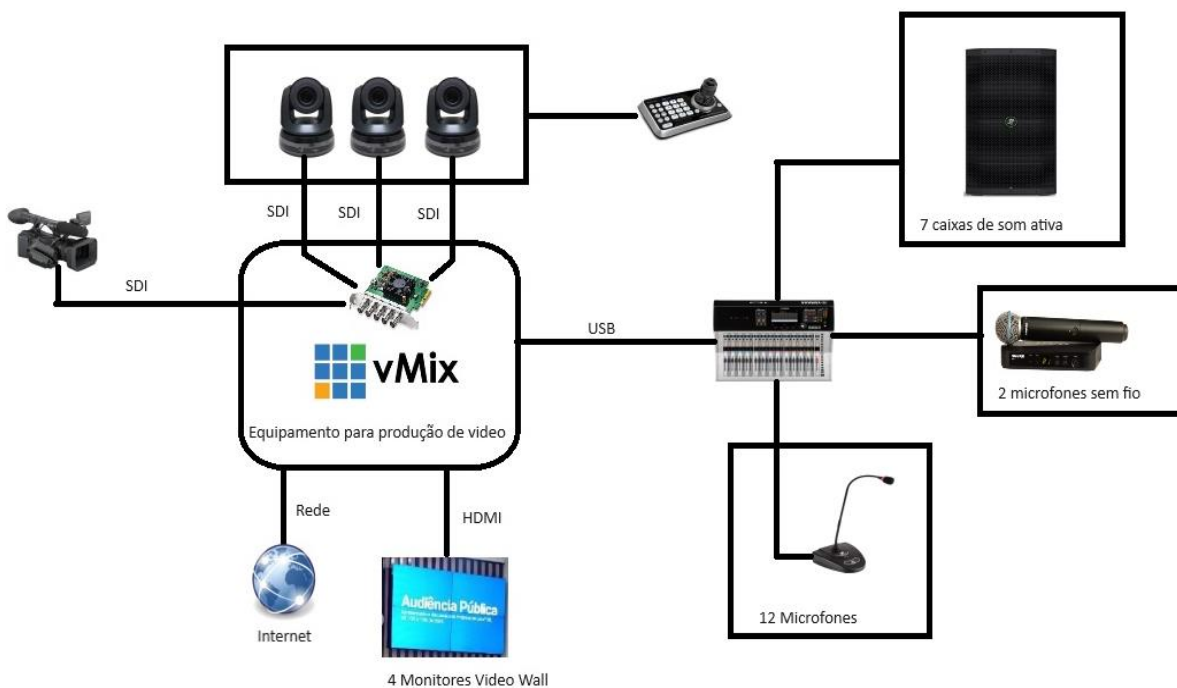 SDI
SDI
SDI
SDI
7 caixas de som ativa
USB
vMix
Equipamento para produção de video
2 microfones sem fio
Rede
HDMI
Audiência Pública
12 Microfones
Internet
4 Monitores Video Wall